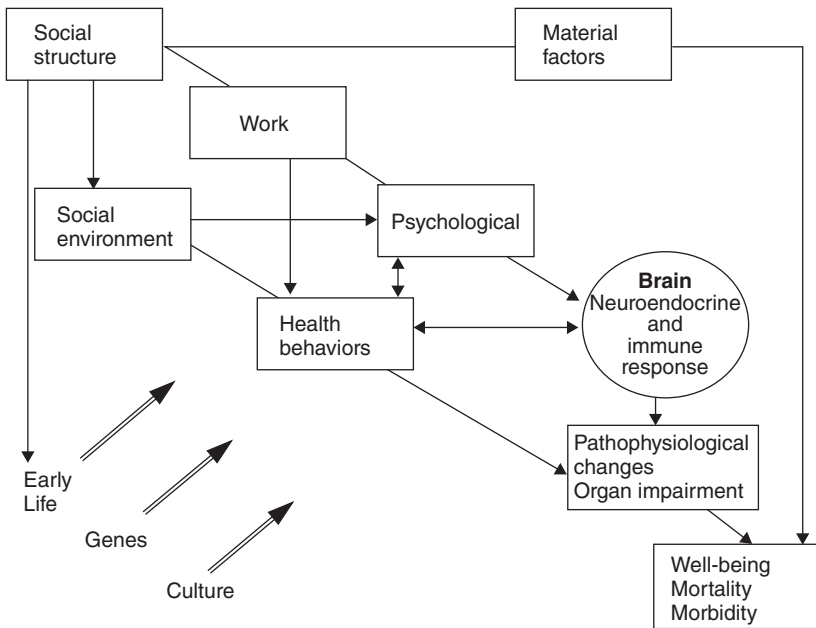 Social
structure
Material
factors
Work
Social
environment
Psychological
Brain
Neuroendocrine
and
immune
response
Health
behaviors
Pathophysiological
changes
Organ impairment
Early
Life
Genes
Culture
Well-being
Mortality
Morbidity